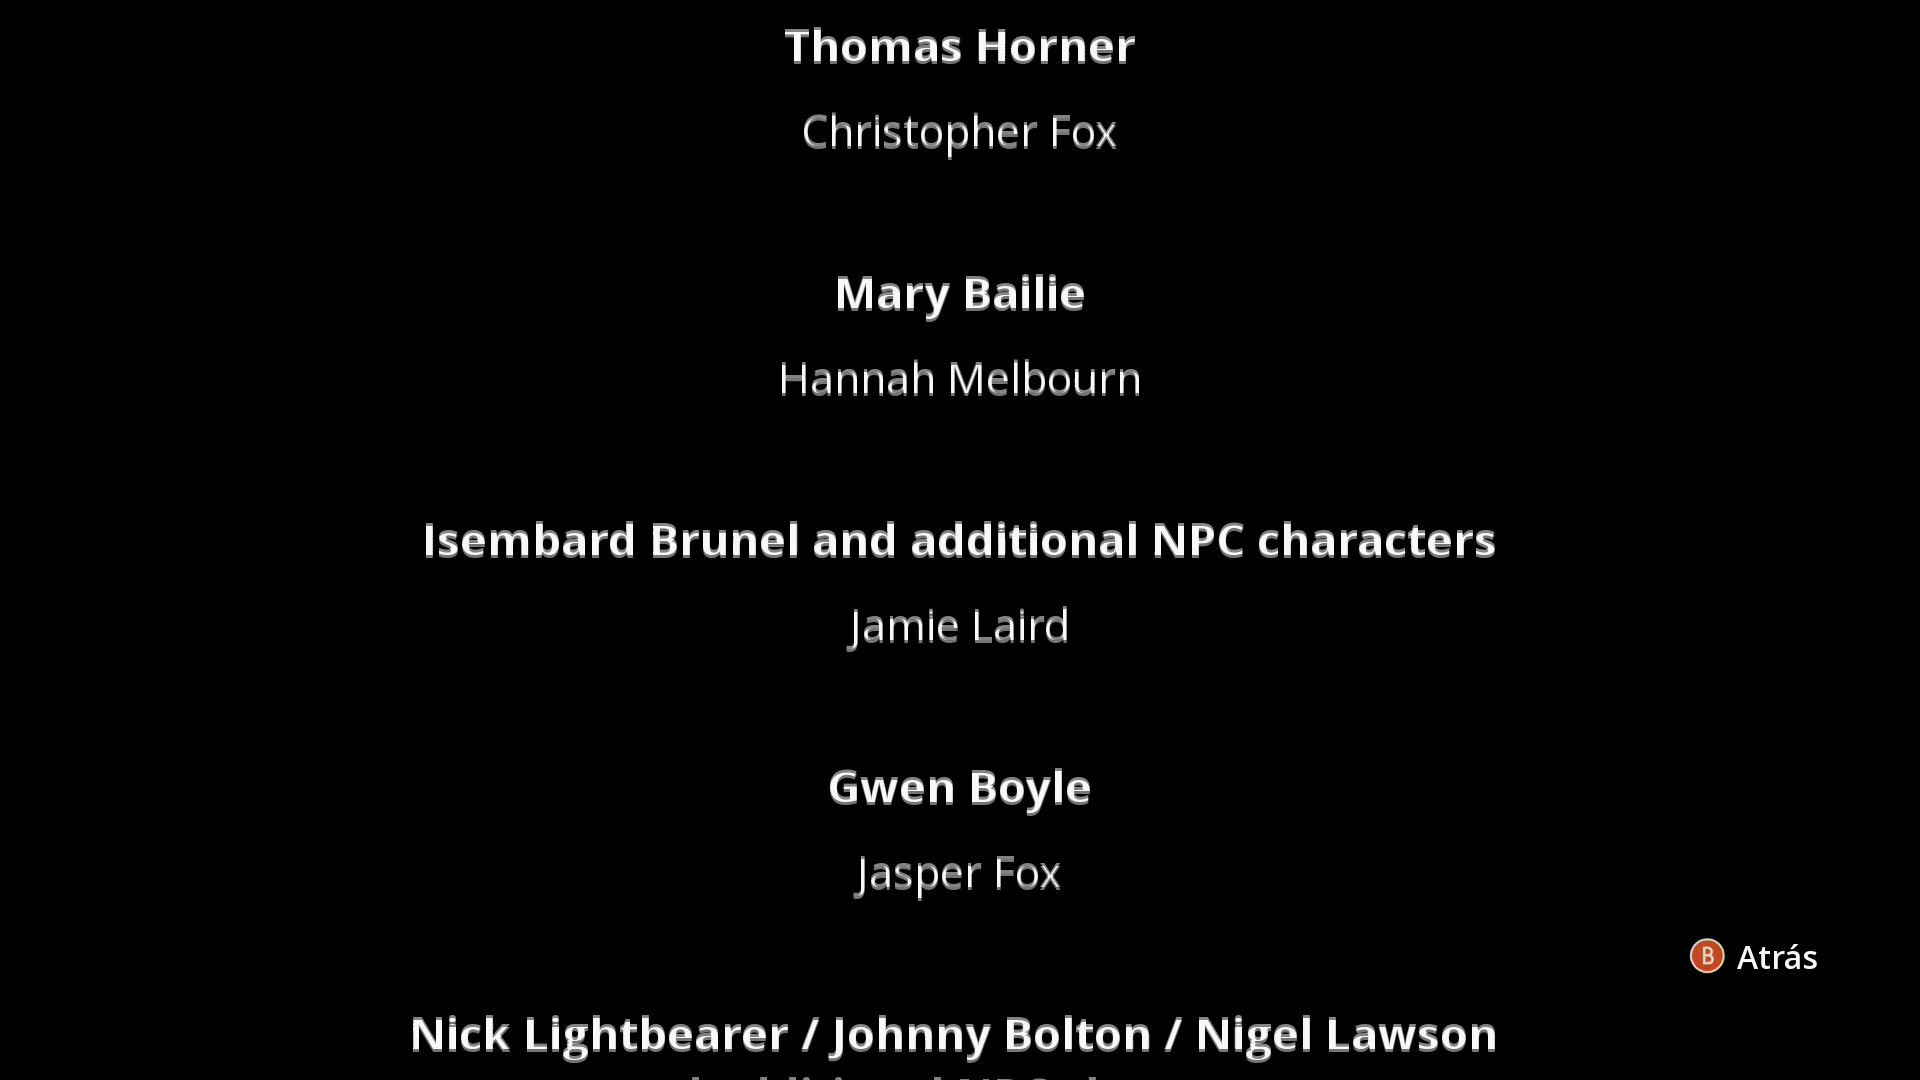 Thomas Horner
Christopher Fox
Mary Bailie
Hannah Melbourn
Isembard Brunel and additional NPC characters
Jamie Laird
Gwen Boyle
Jasper Fox
B Atrás
Nick Lightbearer / Johnny Bolton / Nigel Lawson